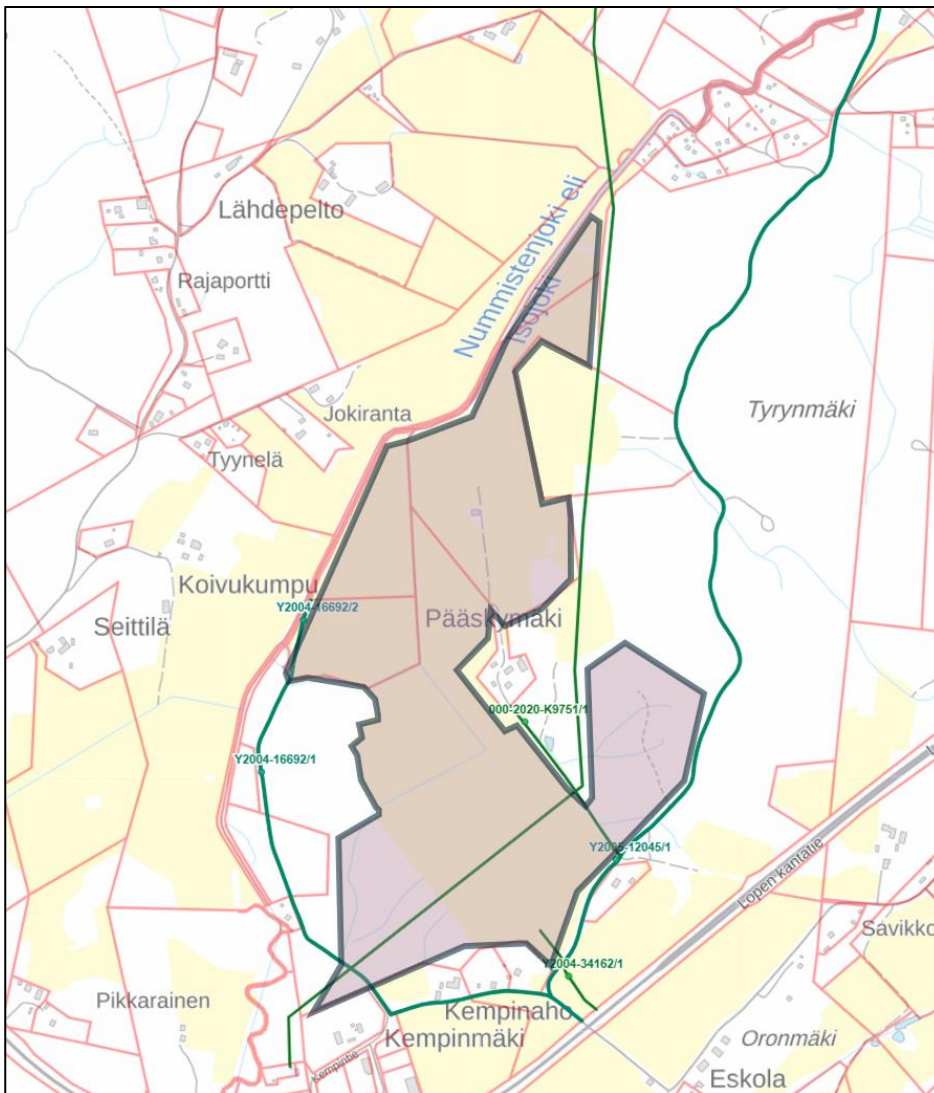 Nummistenjoki eli
Isojoki
Lähdepelto
Rajaportti
Jokiranta
Tyrynmäki
Tyynelä
Koivukumpu
Y2004-16692/2
Seittilä
Pääskymäki
000-2020-K9751/1
Y2004-16692/1
Y2005-12045/1
Lopen kantatie
Savikko
Y2004-34162/1
Pikkarainen
Kempinaho
Kempinmäki
Oronmäki
Kempintie
Eskola